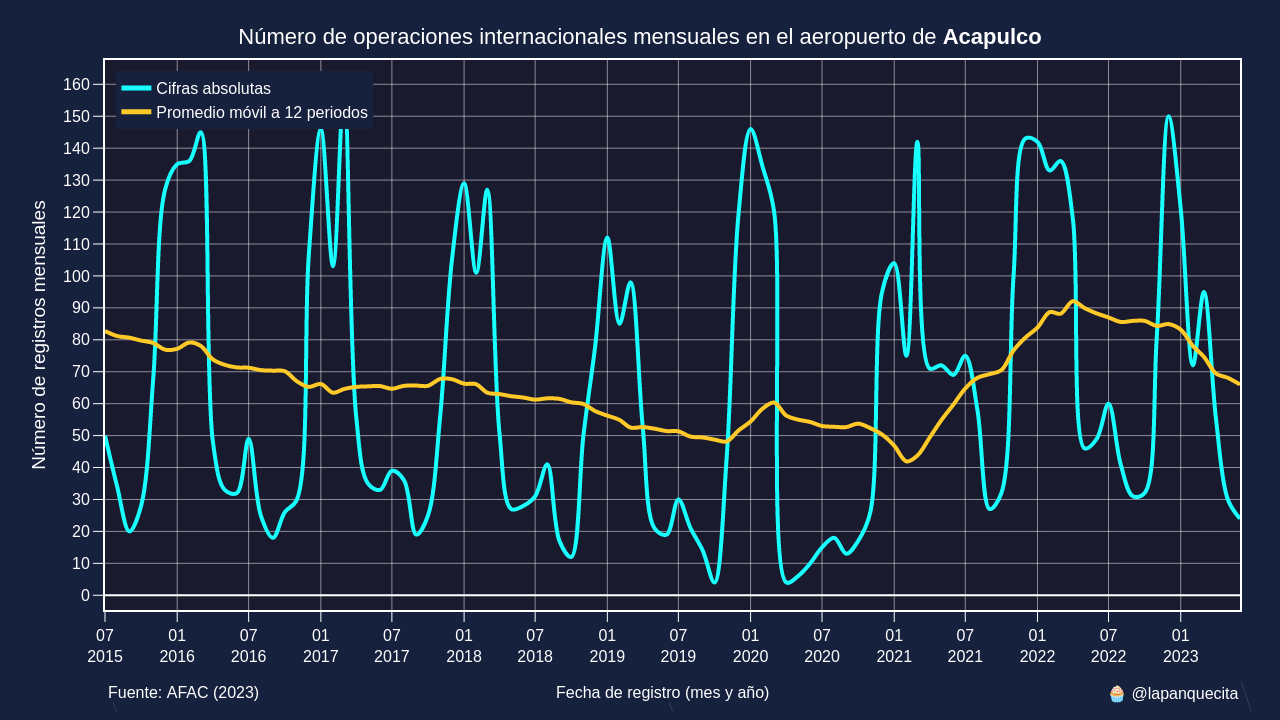 Número de operaciones internacionales mensuales en el aeropuerto de Acapulco
Cifras absolutas
Promedio móvil a 12 periodos
Número de registros mensuales
160
150
140
130
120
110
100
90
80
70
60
50
40
30
20
10
0
07 01 07 01 07 01 07 01 07 01 07 01 07 01 07 01
2015 2016 2016 2017 2017 2018 2018 2019 2019 2020 2020 2021 2021 2022 2022 2023
Fuente: AFAC (2023)
Fecha de registro (mes y año)
🧁 @lapanquecita